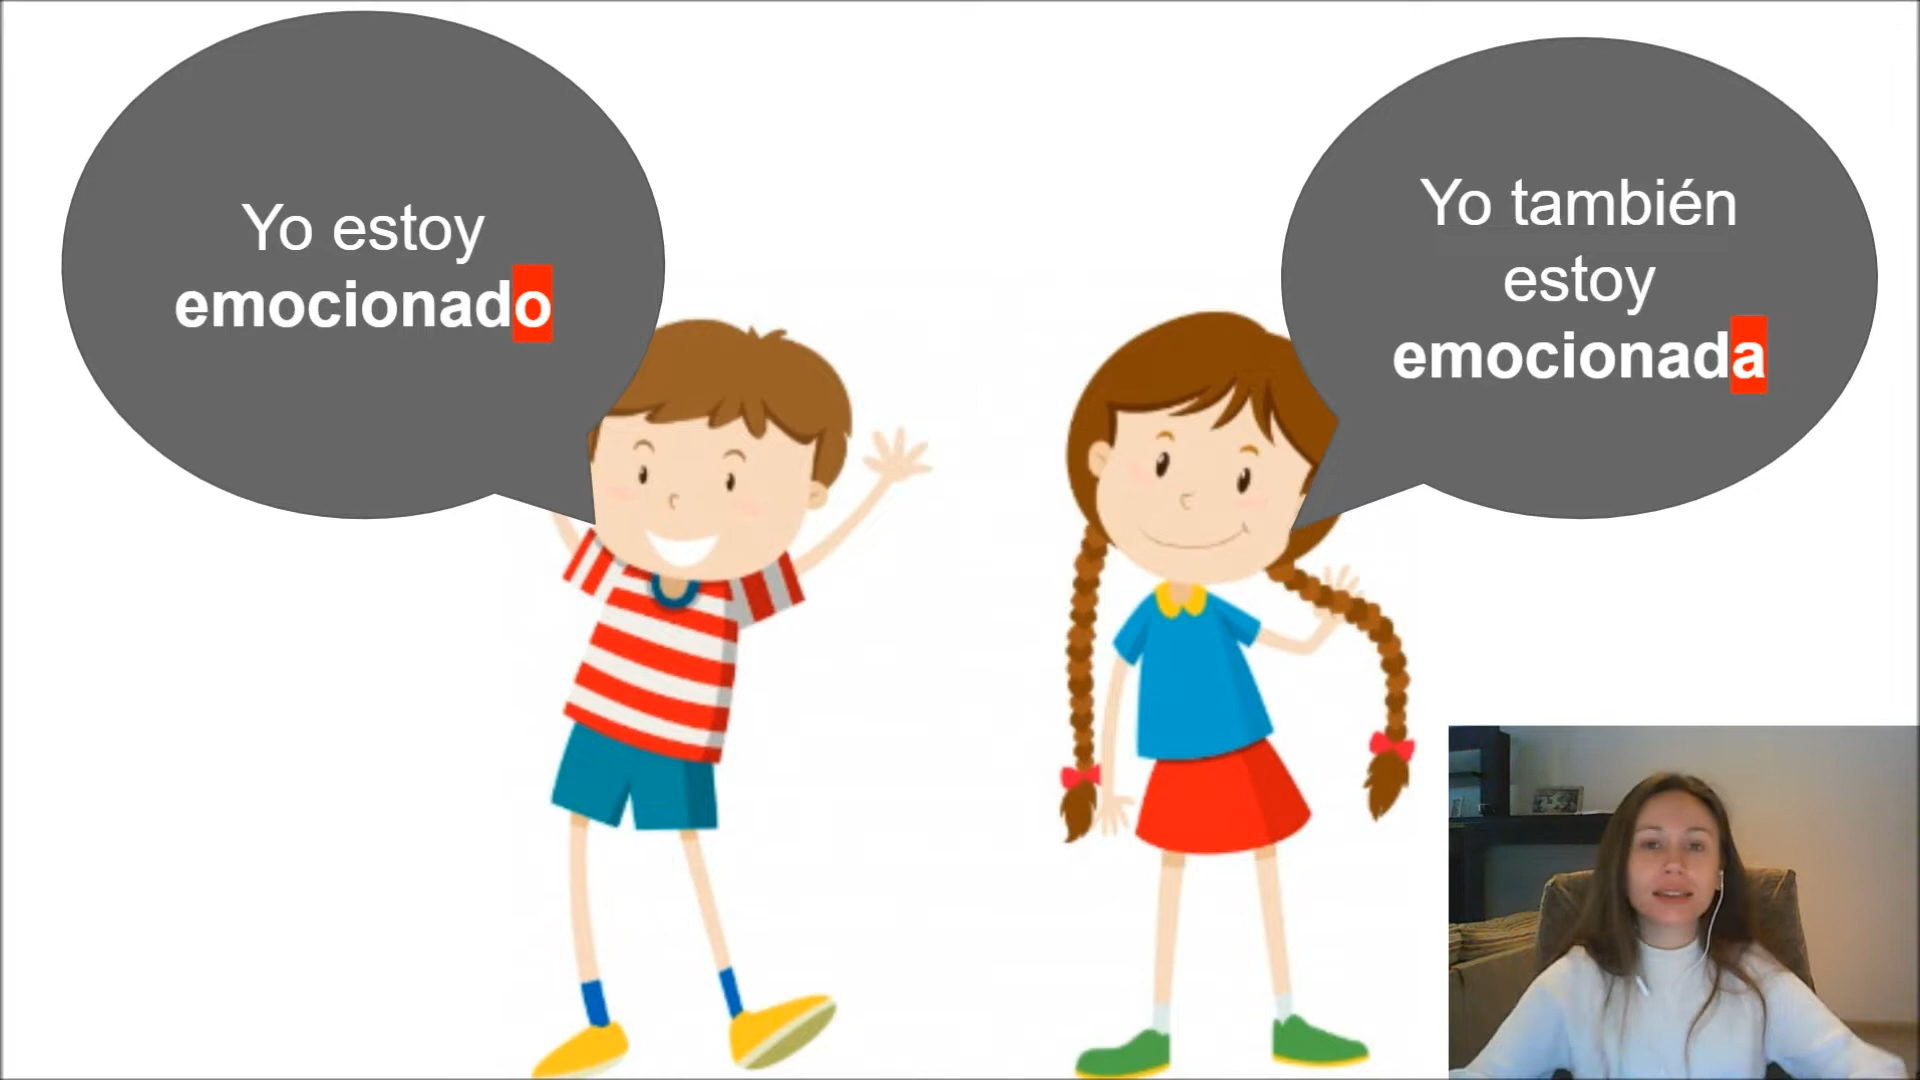 Yo estoy
emocionado
Yo también
estoy
emocionada